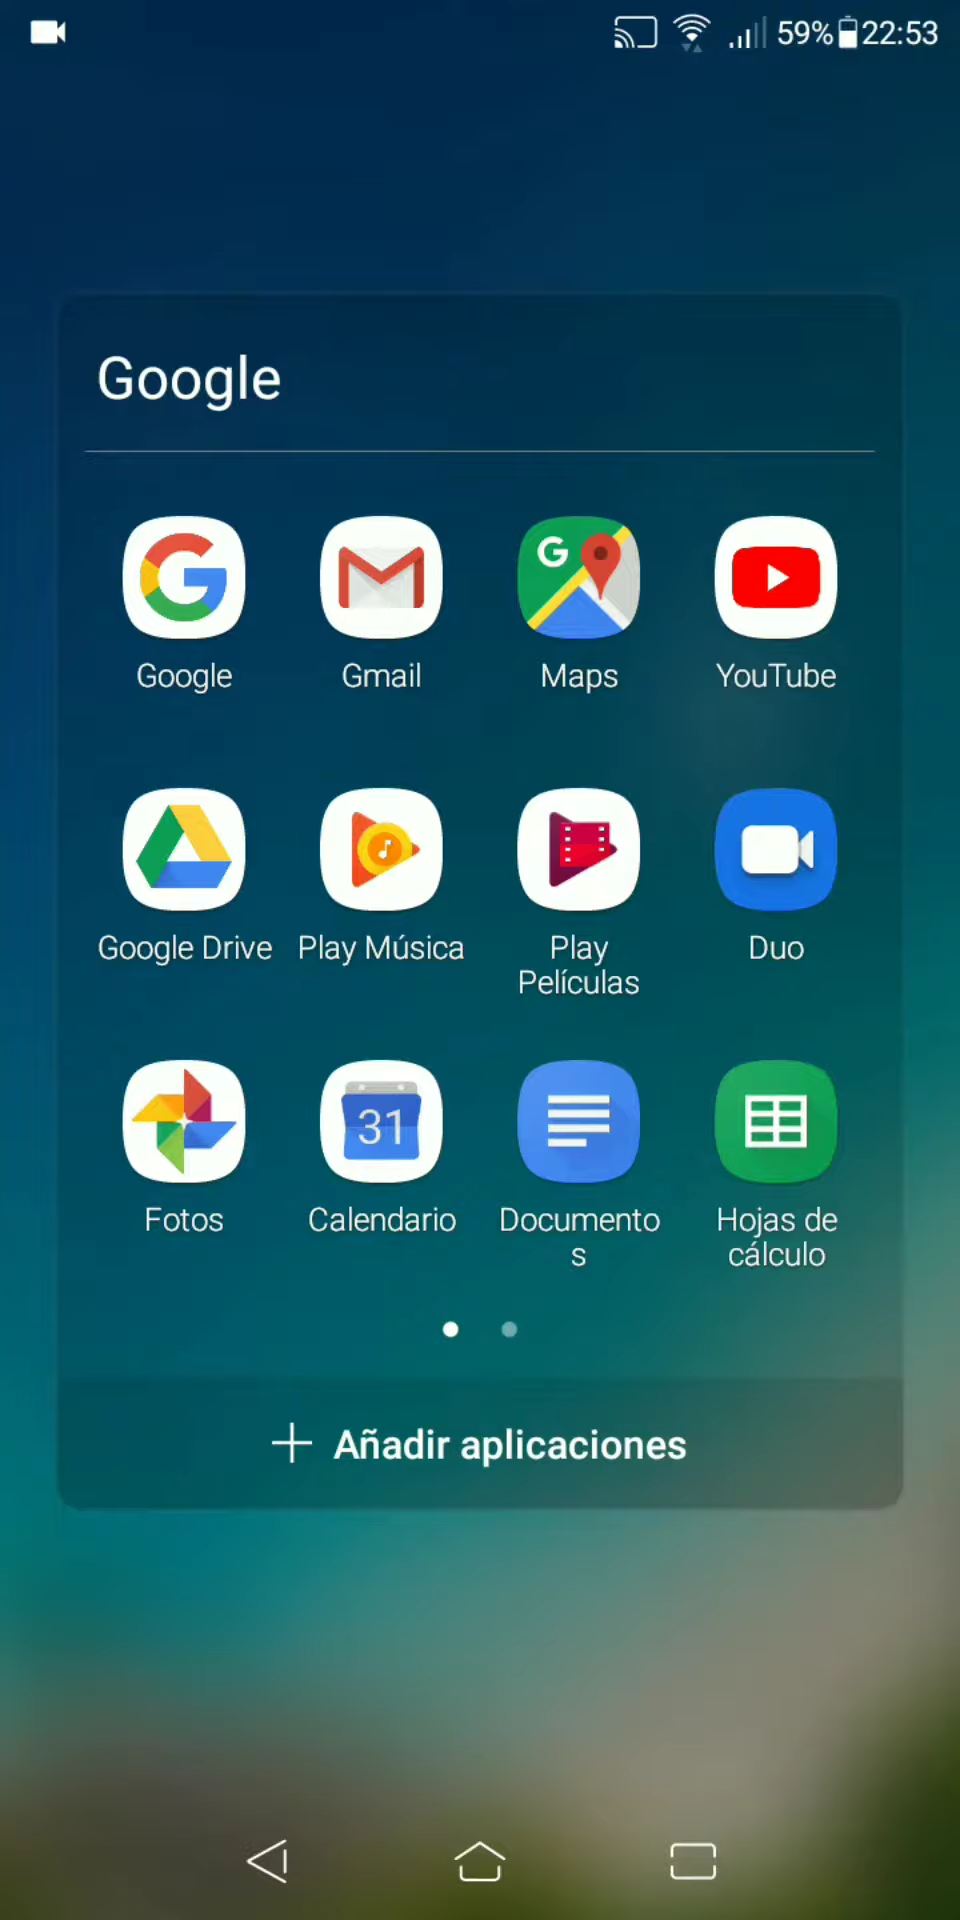 59% 22:53
Google
Google Gmail Maps YouTube
Google Drive Play Música Play Películas Duo
Fotos Calendario Documentos Hojas de cálculo
31
+ Añadir aplicaciones